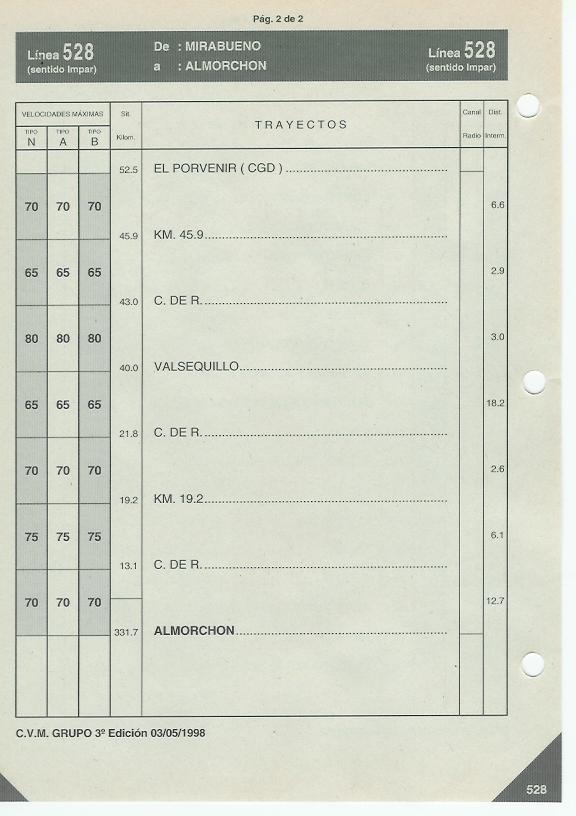 Pág. 2 de 2
Línea 528
(sentido Impar)
De : MIRABUENO
a : ALMORCHON
Línea 528
(sentido Impar)
VELOCIDADES MÁXIMAS
TIPO N TIPO A TIPO B
Sit. Kilom.
TRAYECTOS
Canal Radio
Dist. Interm.
52.5 EL PORVENIR ( CGD )
70 70 70 6.6
45.9 KM. 45.9
65 65 65 2.9
43.0 C. DE R.
80 80 80 3.0
40.0 VALSEQUILLO
65 65 65 18.2
21.8 C. DE R.
70 70 70 2.6
19.2 KM. 19.2
75 75 75 6.1
13.1 C. DE R.
70 70 70 12.7
331.7 ALMORCHON
C.V.M. GRUPO 3º Edición 03/05/1998
528